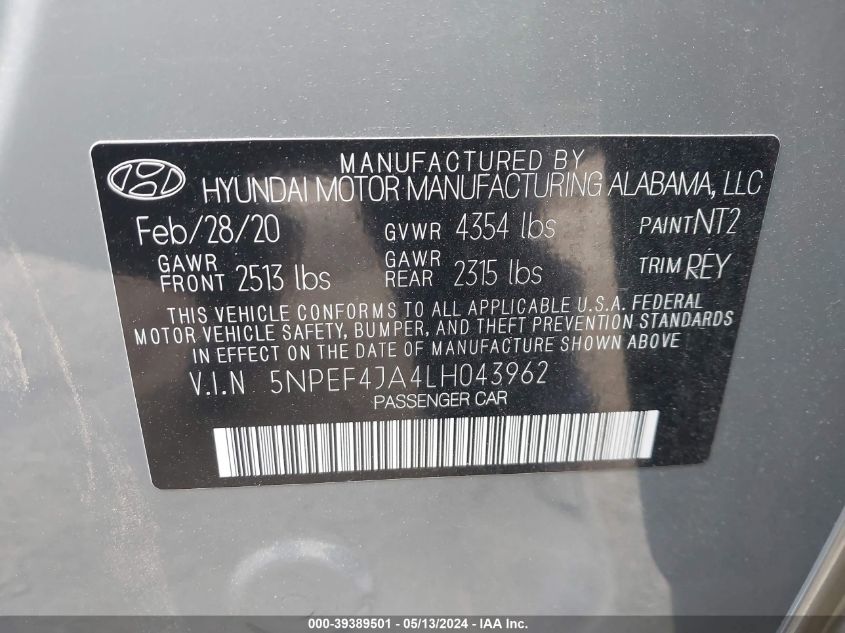 MANUFACTURED BY
HYUNDAI MOTOR MANUFACTURING ALABAMA, LLC
Feb/28/20 GVWR 4354 lbs PAINT NT2
GAWR FRONT 2513 lbs GAWR REAR 2315 lbs TRIM REY
THIS VEHICLE CONFORMS TO ALL APPLICABLE U.S.A. FEDERAL
MOTOR VEHICLE SAFETY, BUMPER, AND THEFT PREVENTION STANDARDS
IN EFFECT ON THE DATE OF MANUFACTURE SHOWN ABOVE.
V.I.N 5NPEF4JA4LH043962
PASSENGER CAR
000-39389501 - 05/13/2024 - IAA Inc.